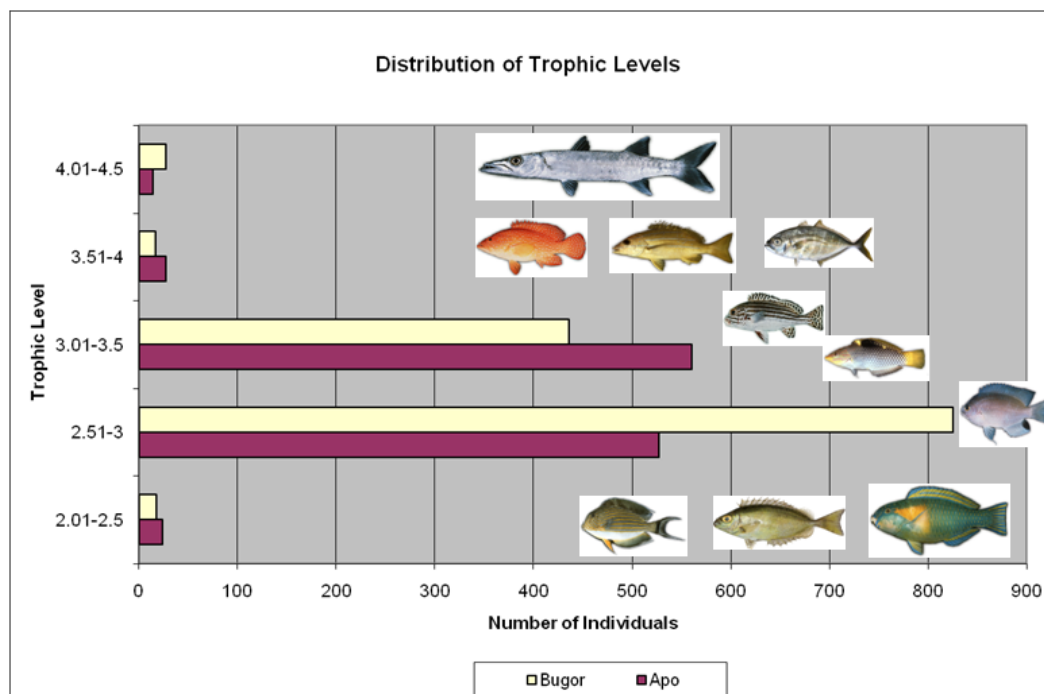 Distribution of Trophic Levels
Trophic Level
4.01-4.5
3.51-4
3.01-3.5
2.51-3
2.01-2.5
0 100 200 300 400 500 600 700 800 900
Number of Individuals
Bugor Apo